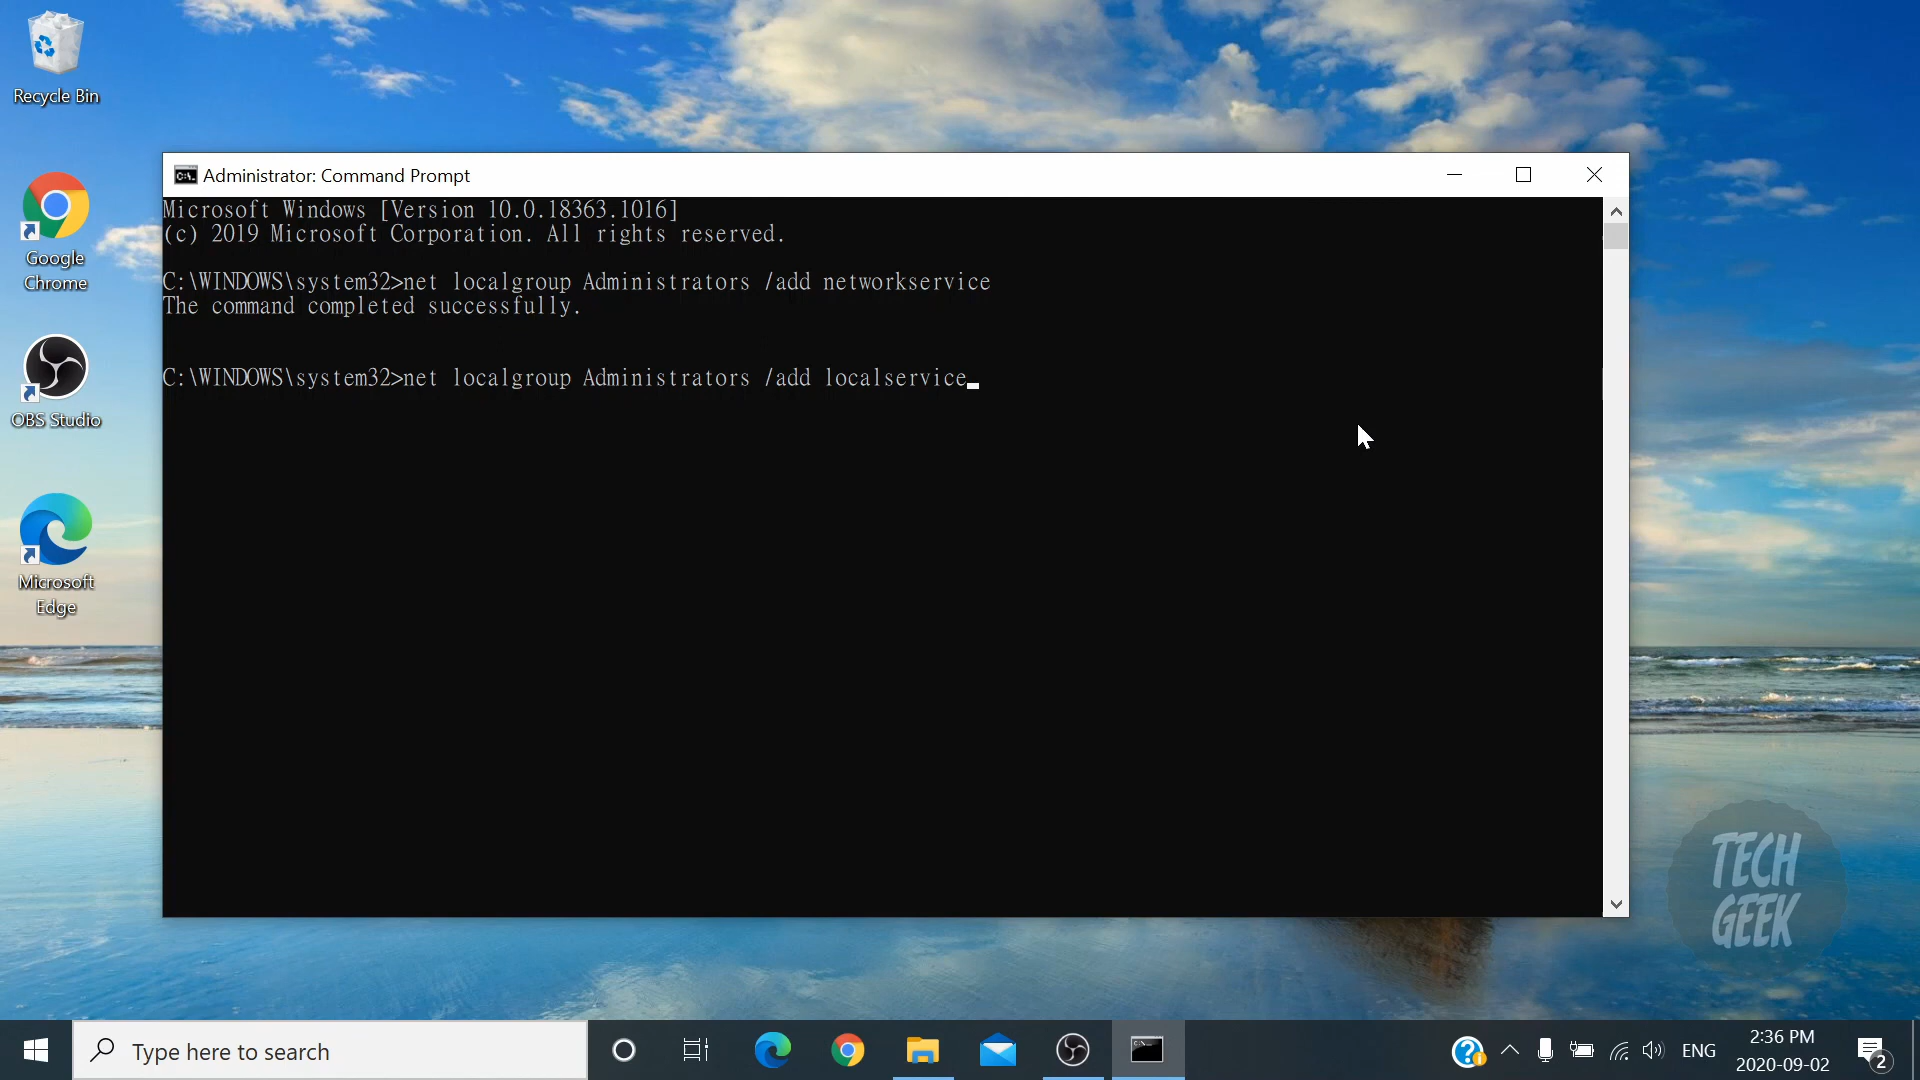 Recycle Bin
Google
Chrome
OBS Studio
Microsoft
Edge
Administrator: Command Prompt
Microsoft Windows [Version 10.0.18363.1016]
(c) 2019 Microsoft Corporation. All rights reserved.
C:\WINDOWS\system32>net localgroup Administrators /add networkservice
The command completed successfully.
C:\WINDOWS\system32>net localgroup Administrators /add localservice
TECH
GEEK
Type here to search
ENG
2:36 PM
2020-09-02
2